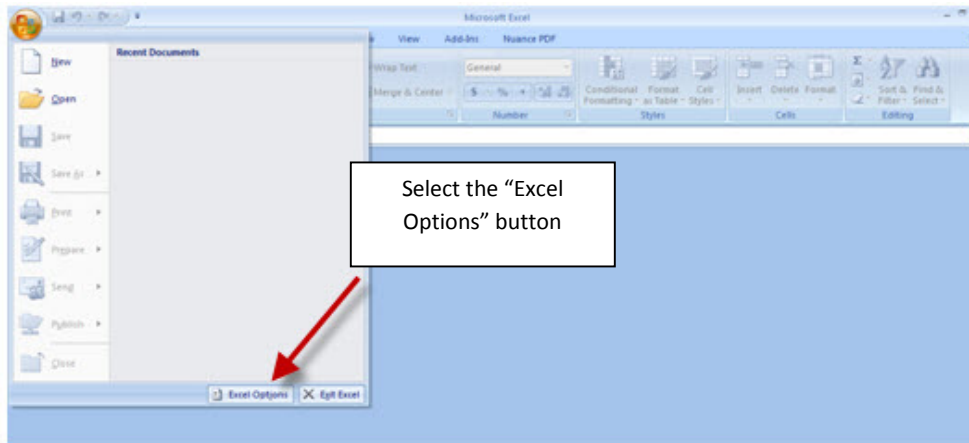 Microsoft Excel
View Add-Ins Nuance PDF
New
Recent Documents
Open
Save
Save As
Print
Prepare
Send
Publish
Close
Excel Options
Exit Excel
Wrap Text
General
Merge & Center
$ %
Number
Conditional Formatting
Format as Table
Cell Styles
Styles
Insert Delete Format
Cells
Σ
Sort & Filter
Find & Select
Editing
Select the “Excel
Options” button